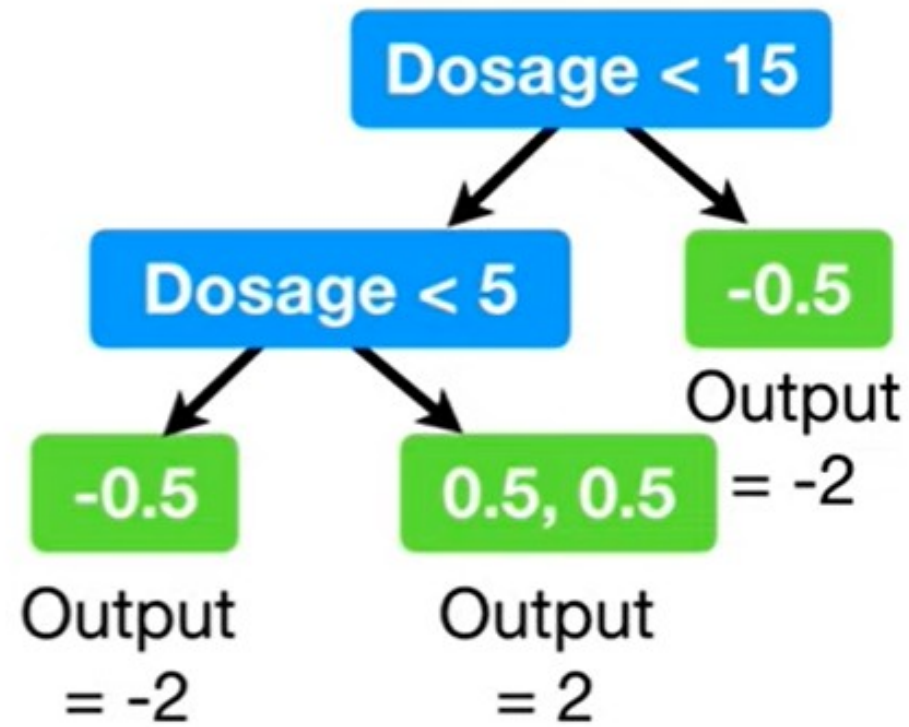 Dosage < 15
Dosage < 5
-0.5
Output
= -2
-0.5
0.5, 0.5
Output
= -2
Output
= 2